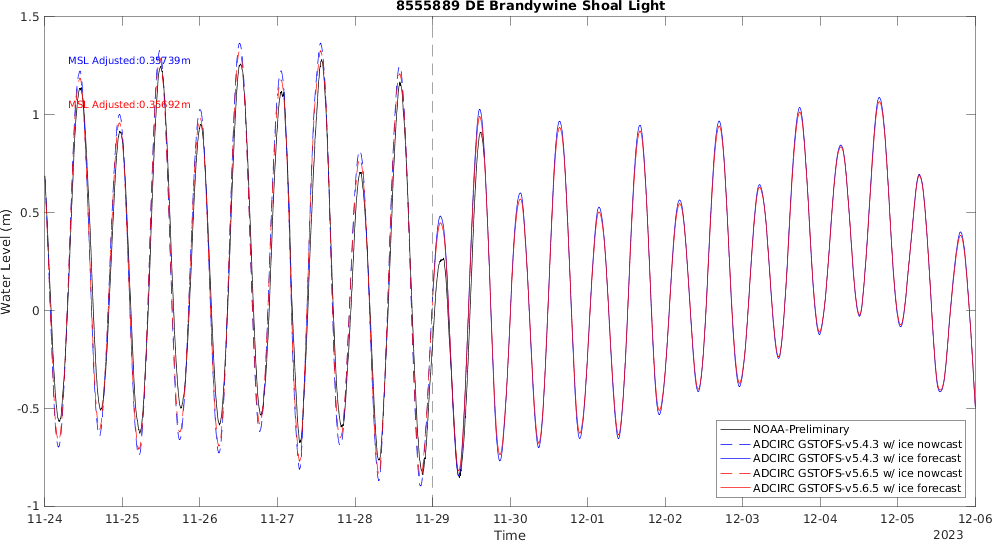 8555889 DE Brandywine Shoal Light
1.5
1
0.5
0
-0.5
-1
Water Level (m)
MSL Adjusted:0.35739m
MSL Adjusted:0.35692m
NOAA-Preliminary
ADCIRC GSTOFS-v5.4.3 w/ ice nowcast
ADCIRC GSTOFS-v5.4.3 w/ ice forecast
ADCIRC GSTOFS-v5.6.5 w/ ice nowcast
ADCIRC GSTOFS-v5.6.5 w/ ice forecast
11-24 11-25 11-26 11-27 11-28 11-29 11-30 12-01 12-02 12-03 12-04 12-05 12-06
Time
2023